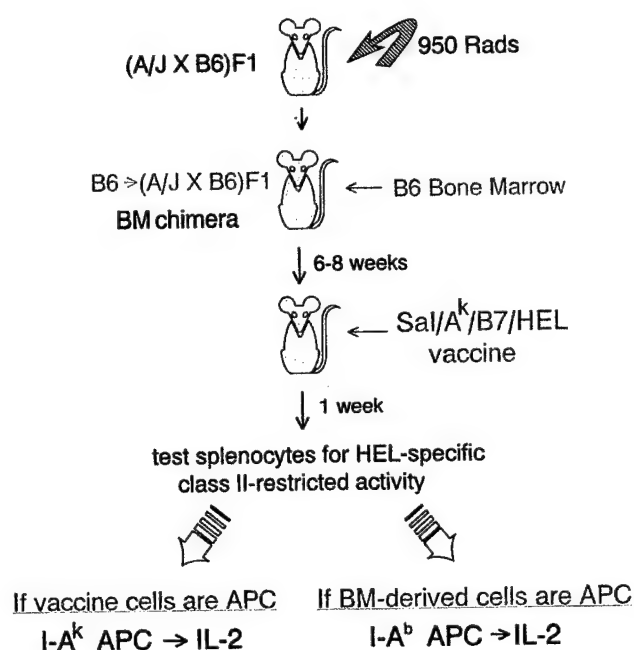 (A/J X B6)F1
950 Rads
B6>(A/J X B6)F1
BM chimera
B6 Bone Marrow
6-8 weeks
Sal/A^k/B7/HEL
vaccine
1 week
test splenocytes for HEL-specific
class II-restricted activity
If vaccine cells are APC
I-A^k APC → IL-2
If BM-derived cells are APC
I-A^b APC → IL-2